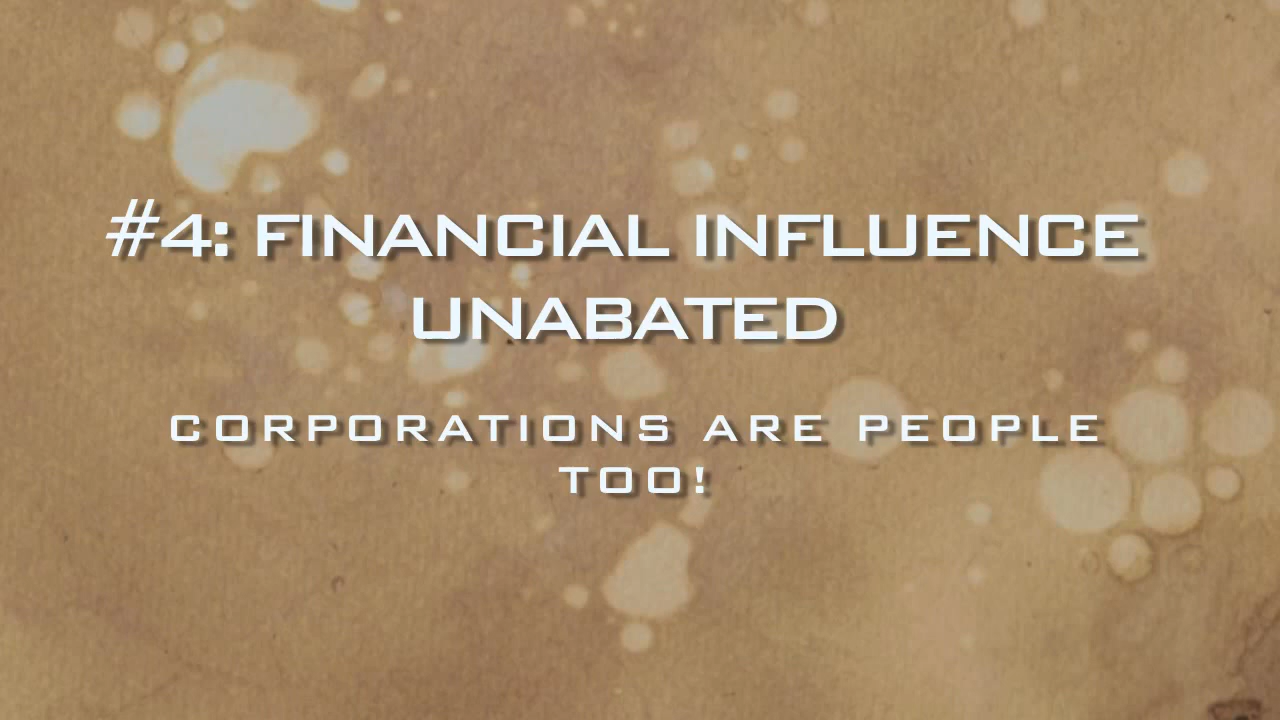 #4: FINANCIAL INFLUENCE
UNABATED
CORPORATIONS ARE PEOPLE
TOO!